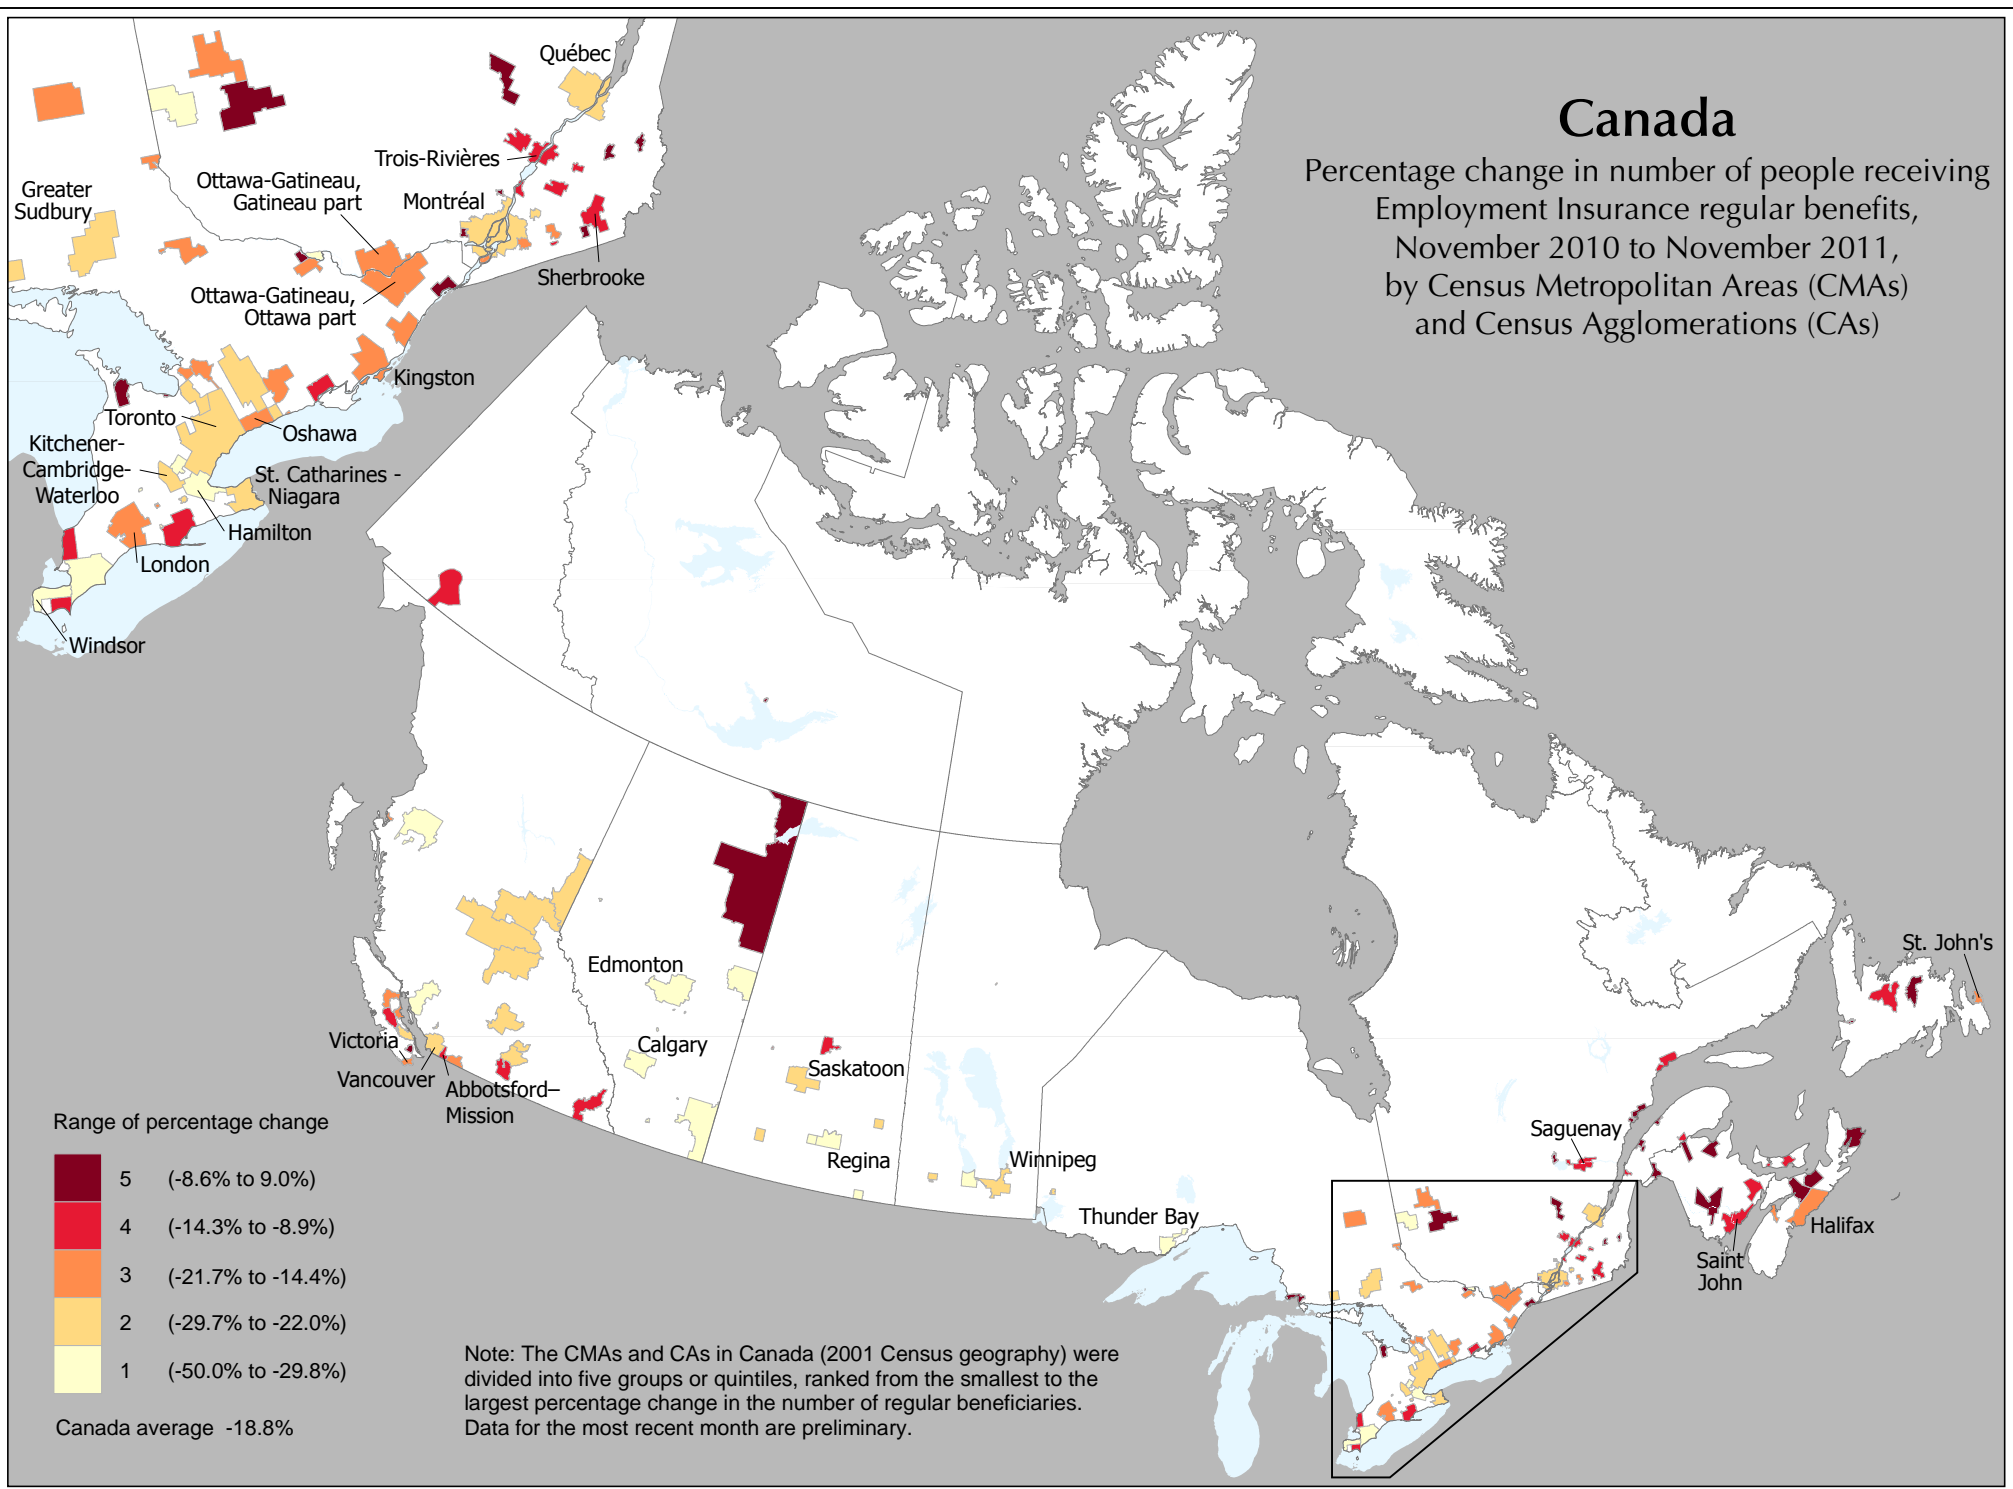 Canada
Percentage change in number of people receiving
Employment Insurance regular benefits,
November 2010 to November 2011,
by Census Metropolitan Areas (CMAs)
and Census Agglomerations (CAs)
Québec
Trois-Rivières
Ottawa-Gatineau,
Gatineau part
Montréal
Greater
Sudbury
Sherbrooke
Ottawa-Gatineau,
Ottawa part
Kingston
Toronto
Oshawa
Kitchener-
Cambridge-
Waterloo
St. Catharines -
Niagara
Hamilton
London
Windsor
Edmonton
St. John's
Victoria
Calgary
Saskatoon
Vancouver
Abbotsford–
Mission
Regina
Winnipeg
Saguenay
Thunder Bay
Halifax
Saint
John
Range of percentage change
5 (-8.6% to 9.0%)
4 (-14.3% to -8.9%)
3 (-21.7% to -14.4%)
2 (-29.7% to -22.0%)
1 (-50.0% to -29.8%)
Canada average -18.8%
Note: The CMAs and CAs in Canada (2001 Census geography) were
divided into five groups or quintiles, ranked from the smallest to the
largest percentage change in the number of regular beneficiaries.
Data for the most recent month are preliminary.